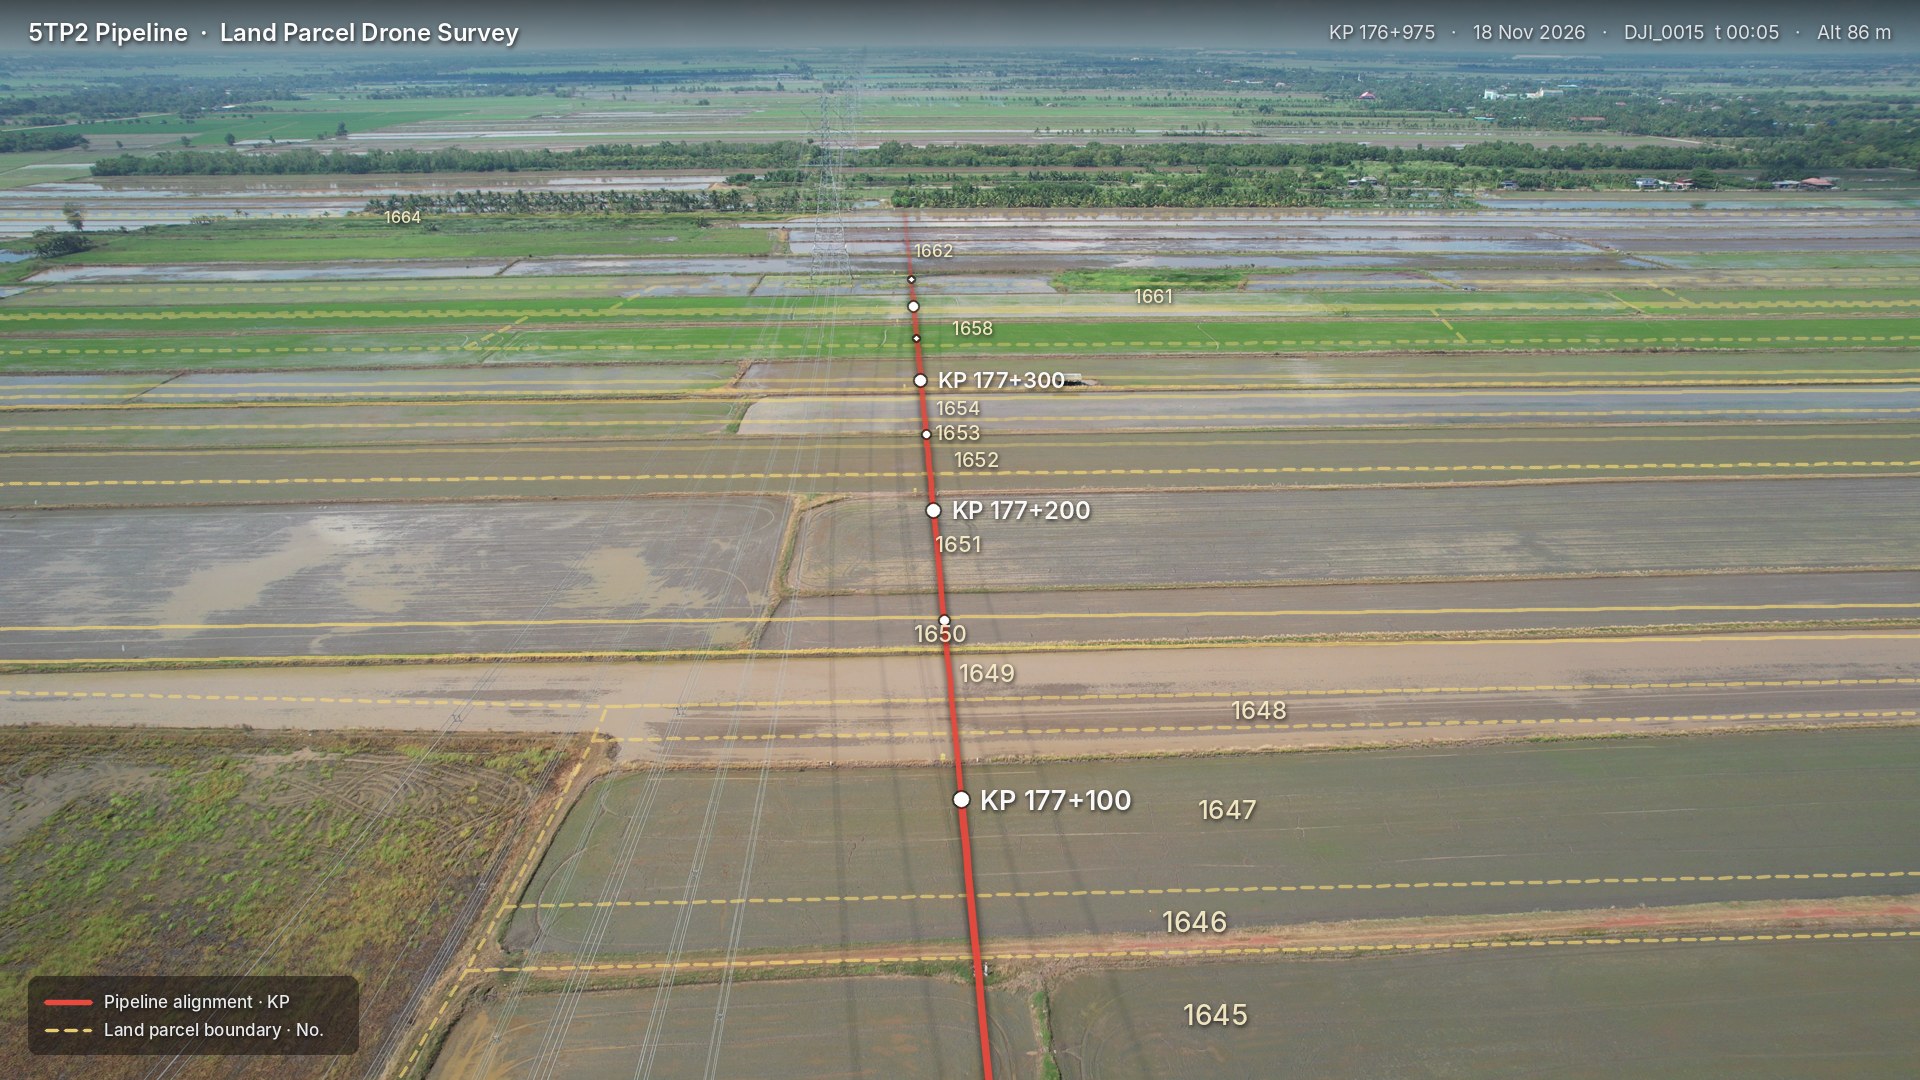 5TP2 Pipeline · Land Parcel Drone Survey
KP 176+975 · 18 Nov 2026 · DJI_0015 t 00:05 · Alt 86 m
1664
1662
1661
1658
KP 177+300
1654
1653
1652
KP 177+200
1651
1650
1649
1648
KP 177+100
1647
1646
1645
Pipeline alignment · KP
Land parcel boundary · No.